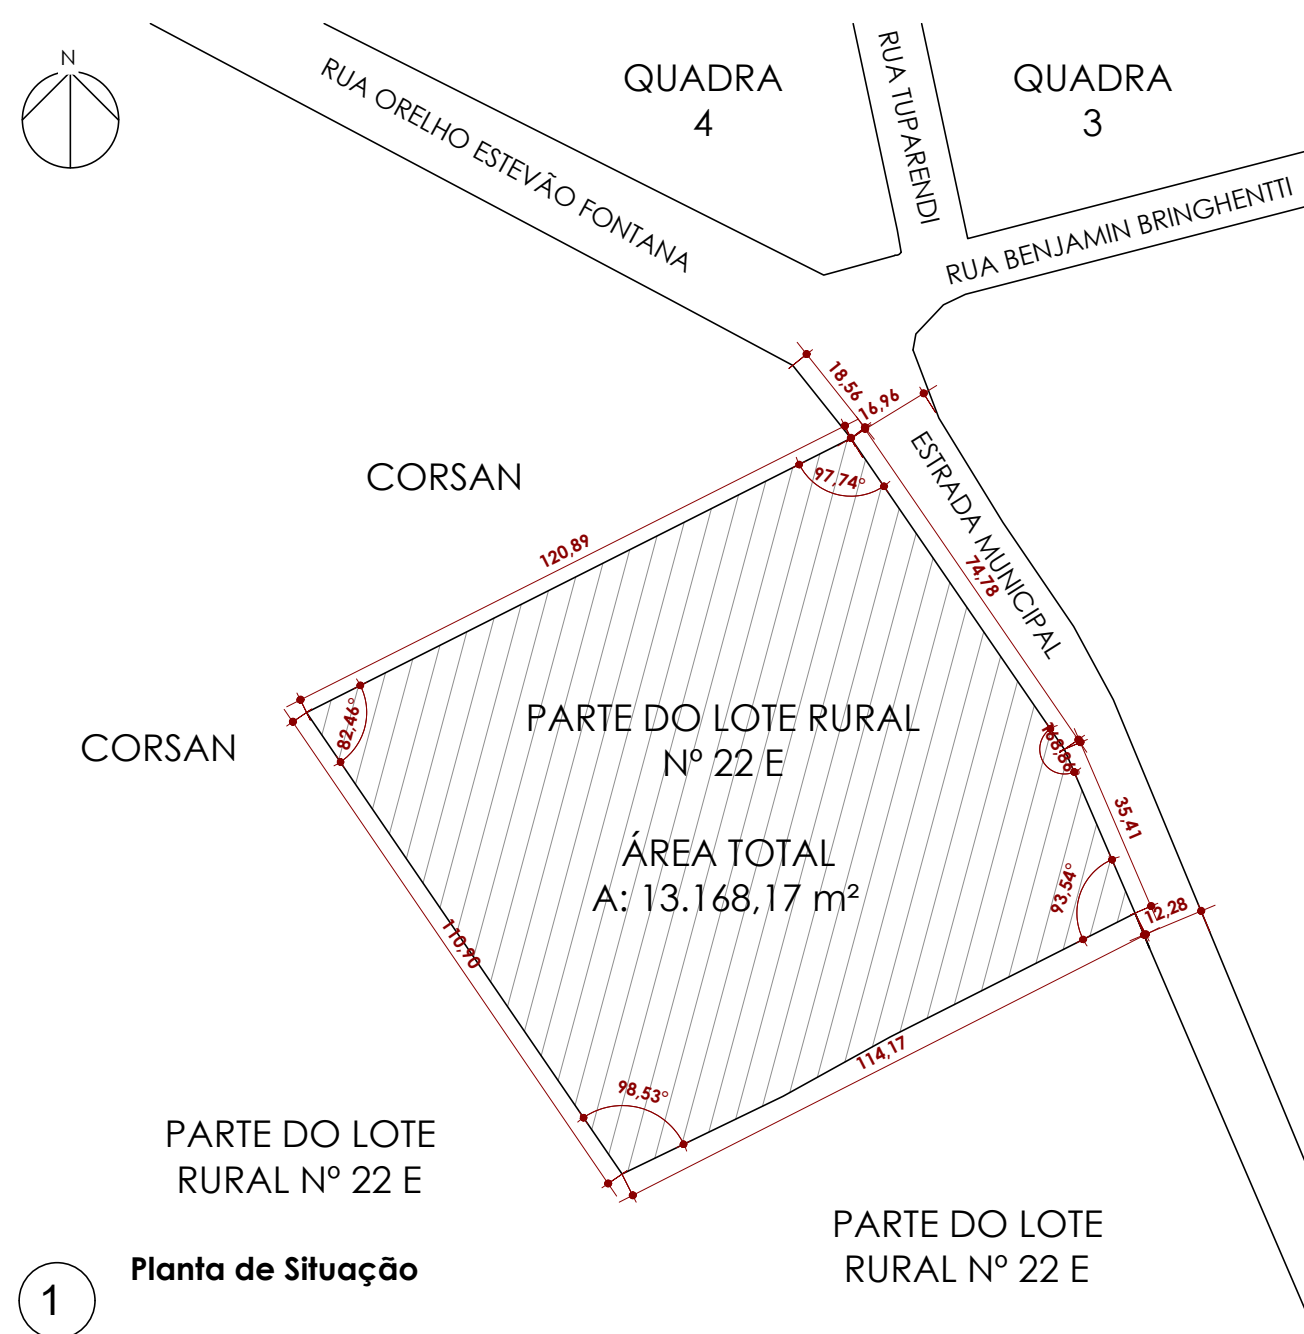 N
RUA ORELHO ESTEVÃO FONTANA
QUADRA
4
RUA TUPARENDI
QUADRA
3
RUA BENJAMIN BRINGHENTTI
18,56
16,96
ESTRADA MUNICIPAL
CORSAN
97,74°
120,89
74,78
82,46°
CORSAN
PARTE DO LOTE RURAL
Nº 22 E
168,86
35,41
ÁREA TOTAL
A: 13.168,17 m²
93,54°
12,28
110,90
114,17
98,53°
PARTE DO LOTE
RURAL Nº 22 E
PARTE DO LOTE
RURAL Nº 22 E
1
Planta de Situação